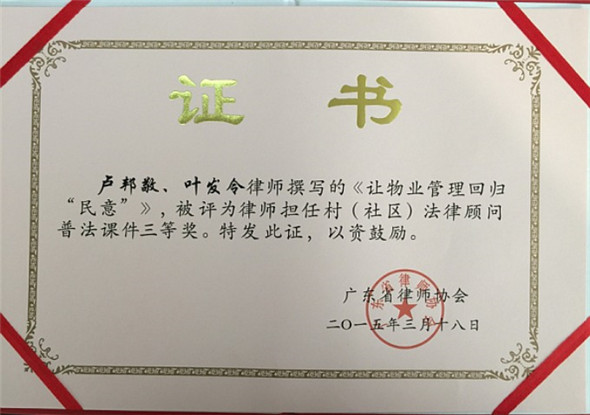 证书
卢邦敬、叶发令律师撰写的《让物业管理回归
“民意”》，被评为律师担任村（社区）法律顾问
普法课件三等奖。特发此证，以资鼓励。
广东省律师协会
二〇一五年三月十八日